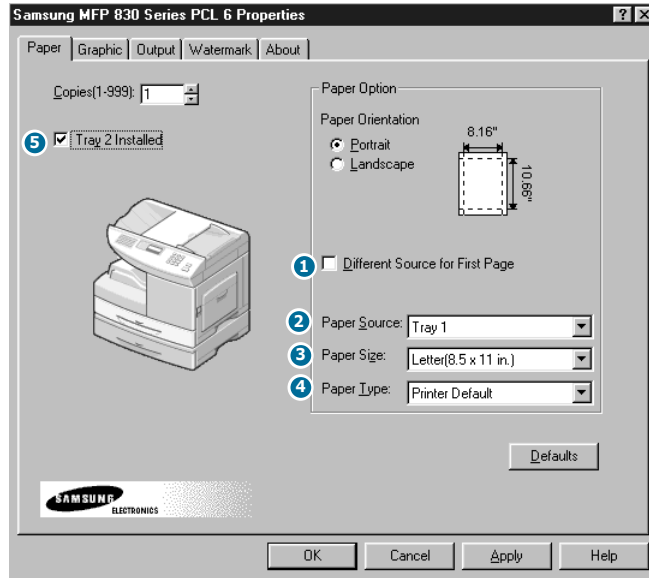 Samsung MFP 830 Series PCL 6 Properties
Paper Graphic Output Watermark About
Copies(1-999): 1
5 Tray 2 Installed
Paper Option
Paper Orientation
Portrait
Landscape
8.16"
10.66"
1 Different Source for First Page
2 Paper Source: Tray 1
3 Paper Size: Letter(8.5 x 11 in.)
4 Paper Type: Printer Default
Defaults
SAMSUNG
ELECTRONICS
OK Cancel Apply Help